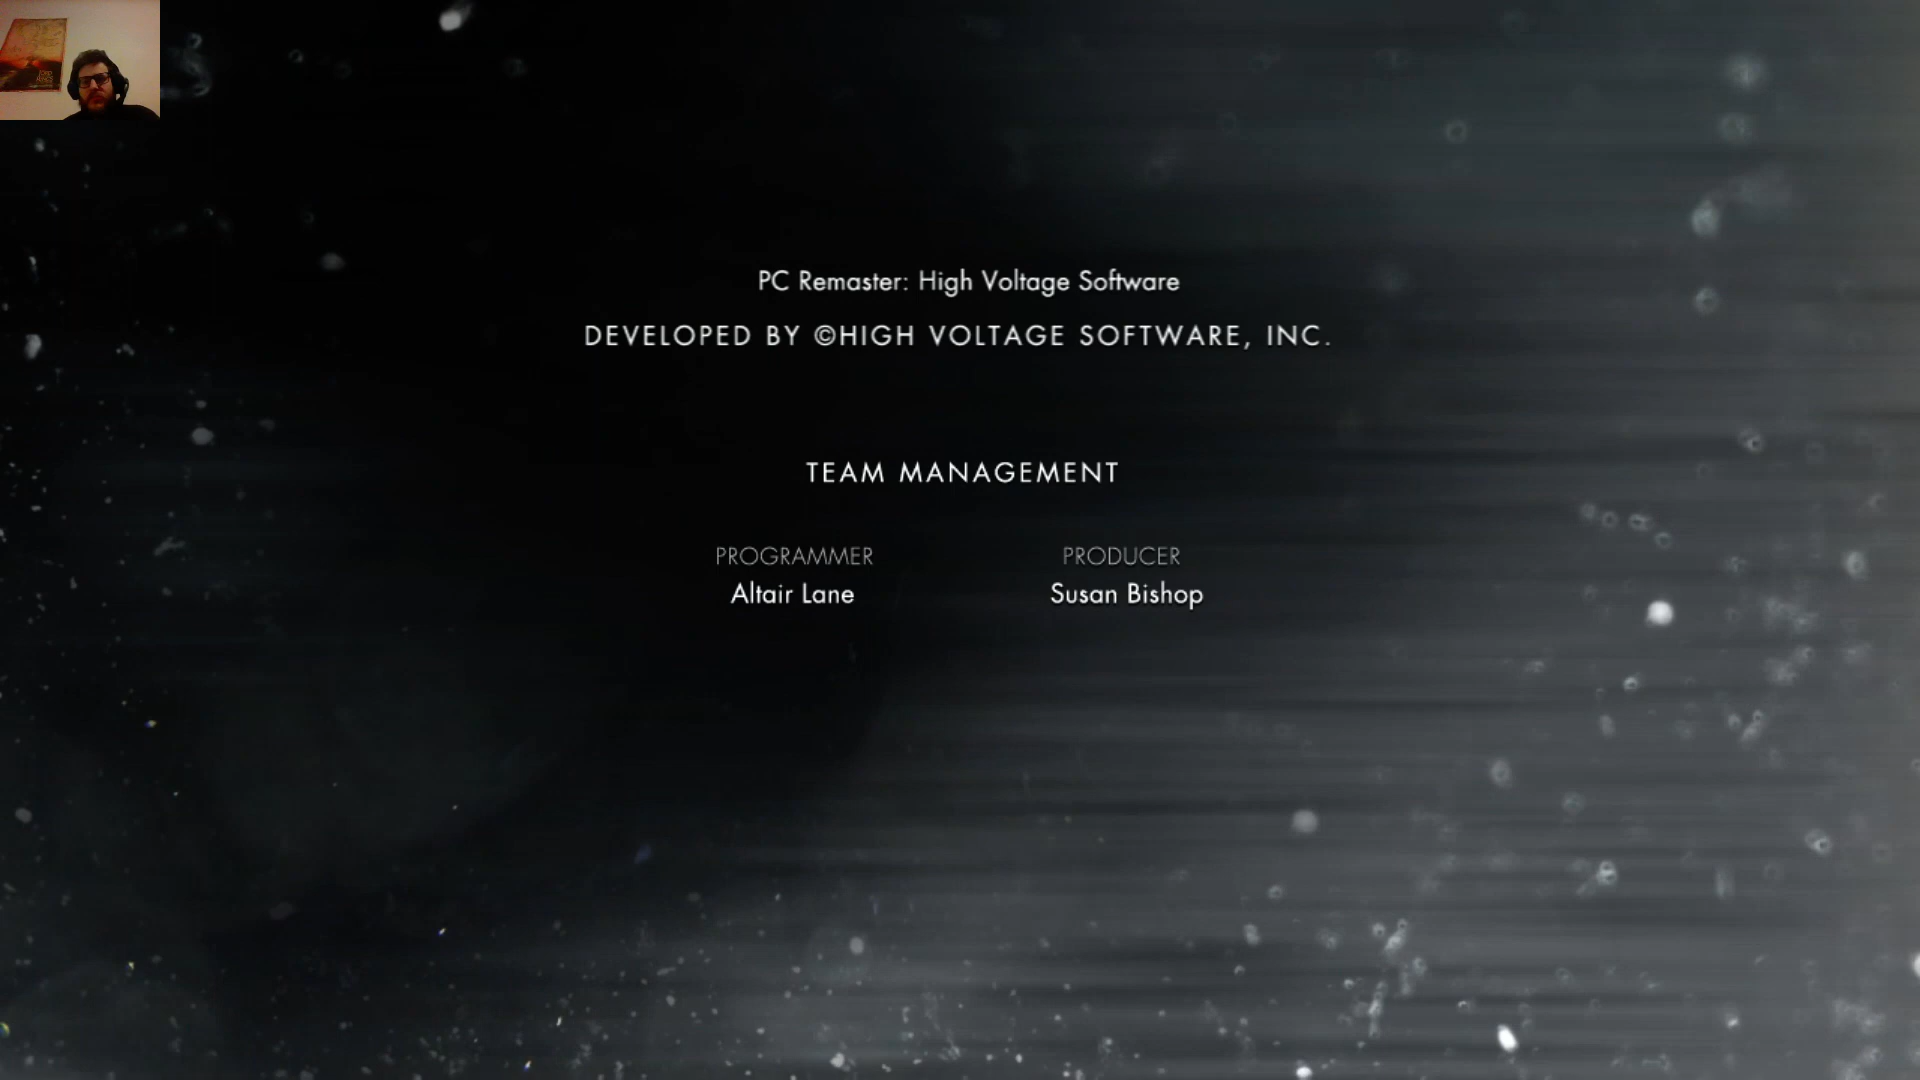 PC Remaster: High Voltage Software
DEVELOPED BY ©HIGH VOLTAGE SOFTWARE, INC.
TEAM MANAGEMENT
PROGRAMMER
Altair Lane
PRODUCER
Susan Bishop